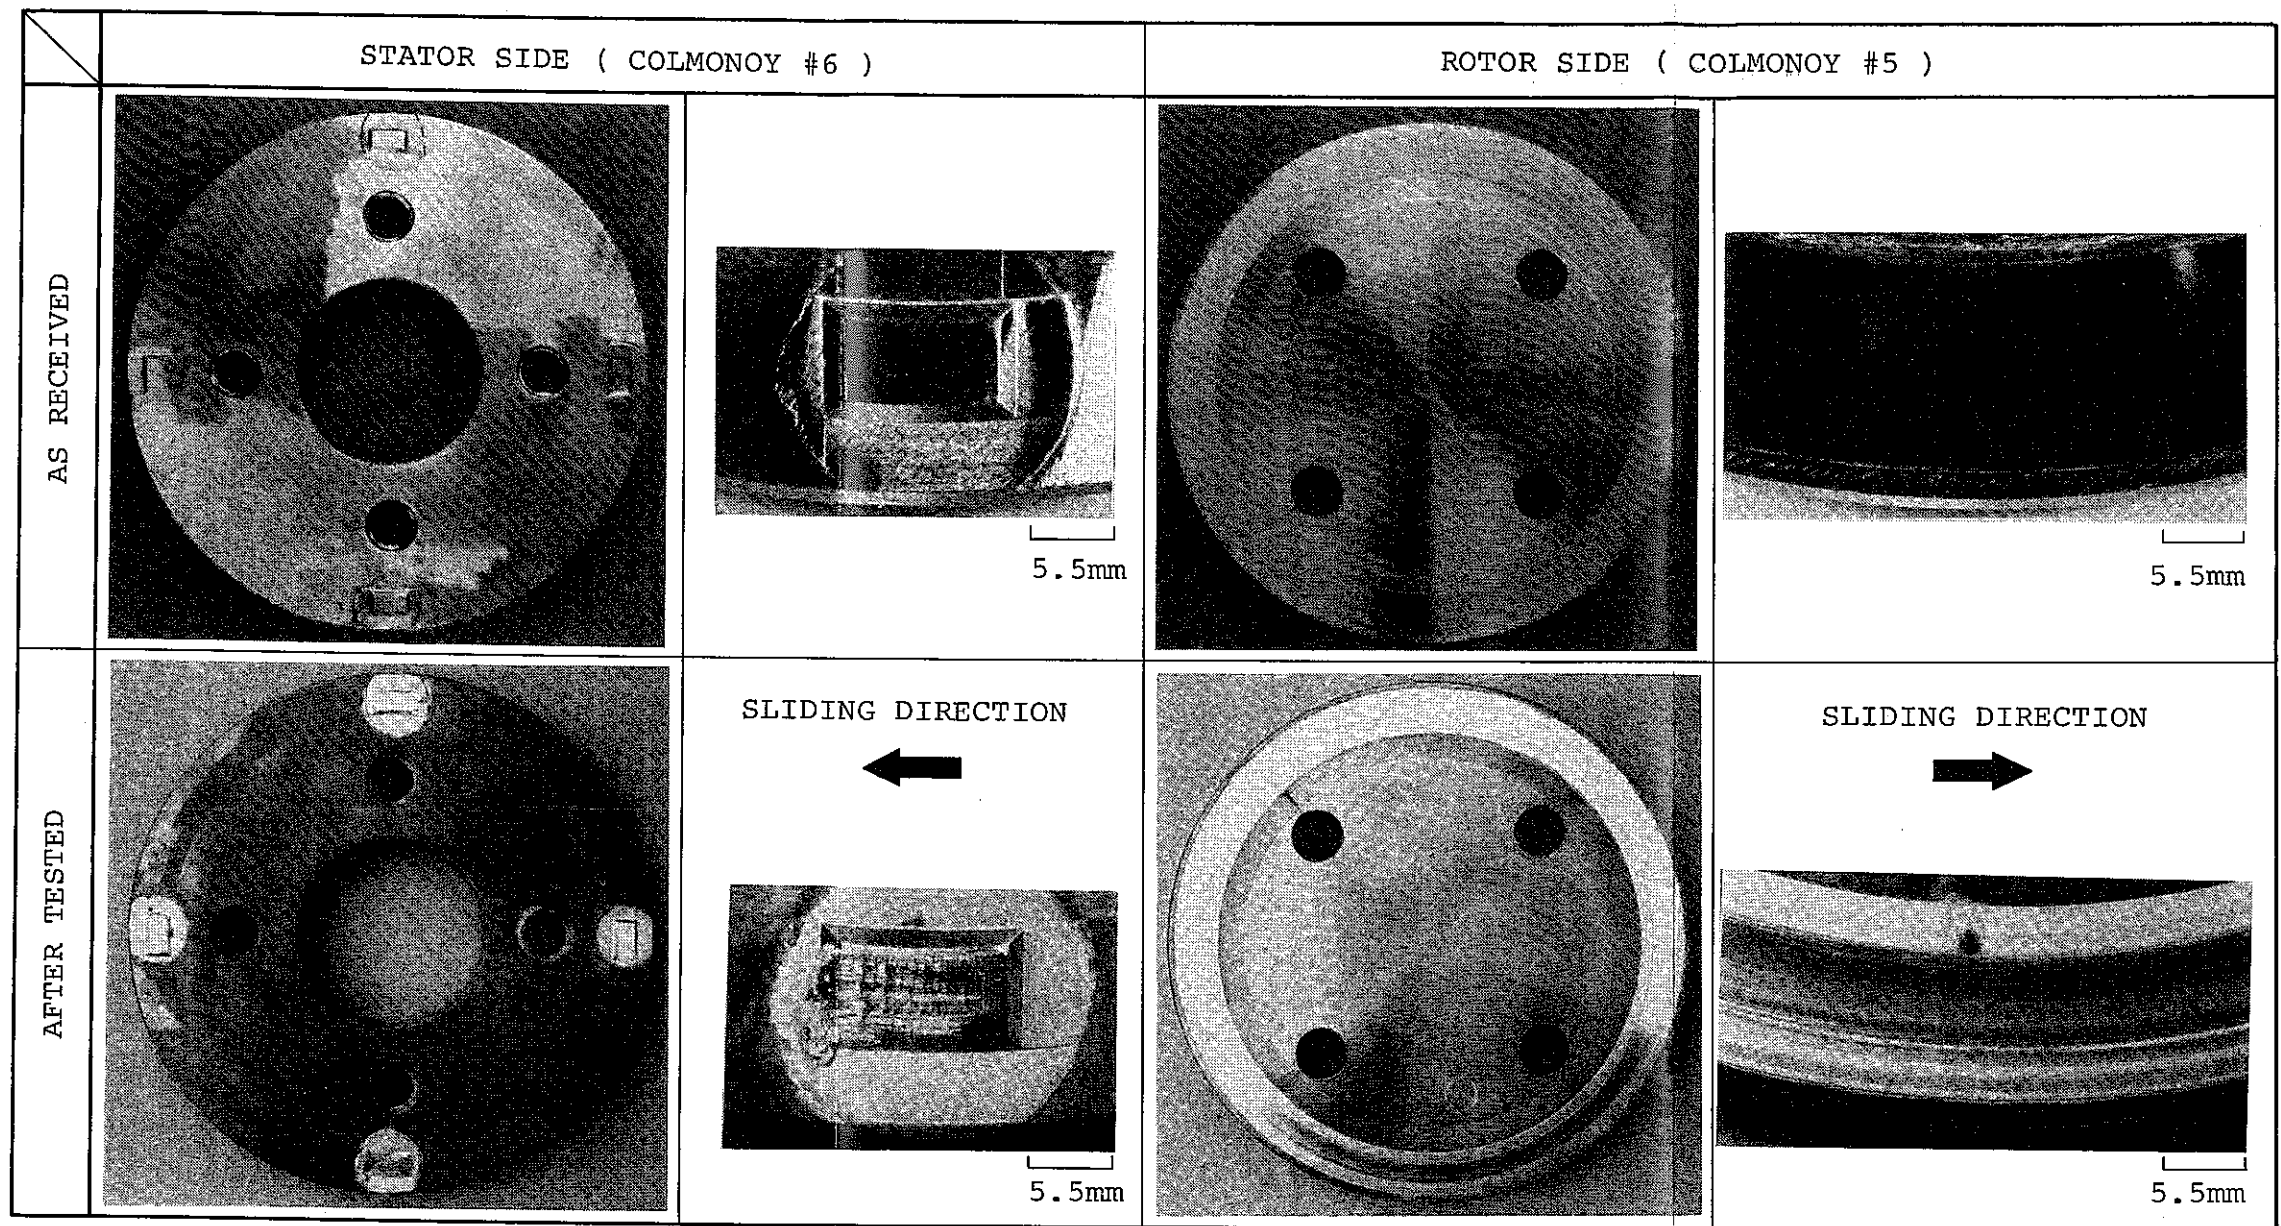 STATOR SIDE ( COLMONOY #6 )
ROTOR SIDE ( COLMONOY #5 )
AS RECEIVED
5.5mm
5.5mm
AFTER TESTED
SLIDING DIRECTION
5.5mm
SLIDING DIRECTION
5.5mm